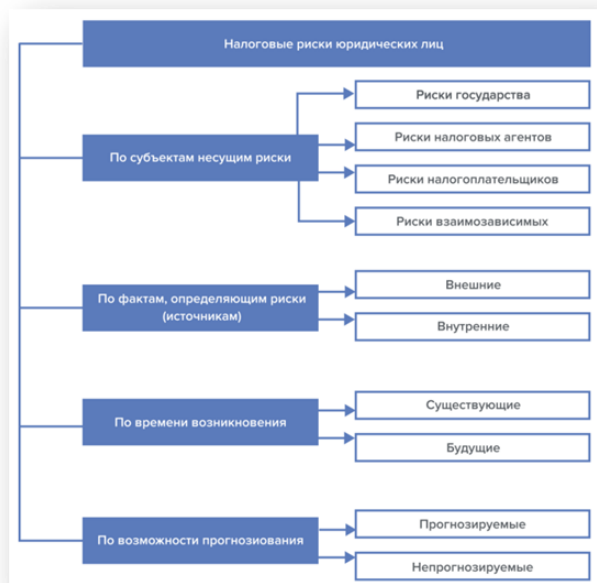 Налоговые риски юридических лиц
По субъектам несущим риски
Риски государства
Риски налоговых агентов
Риски налогоплательщиков
Риски взаимозависимых
По фактам, определяющим риски
(источникам)
Внешние
Внутренние
По времени возникновения
Существующие
Будущие
По возможности прогнозиования
Прогнозируемые
Непрогнозируемые